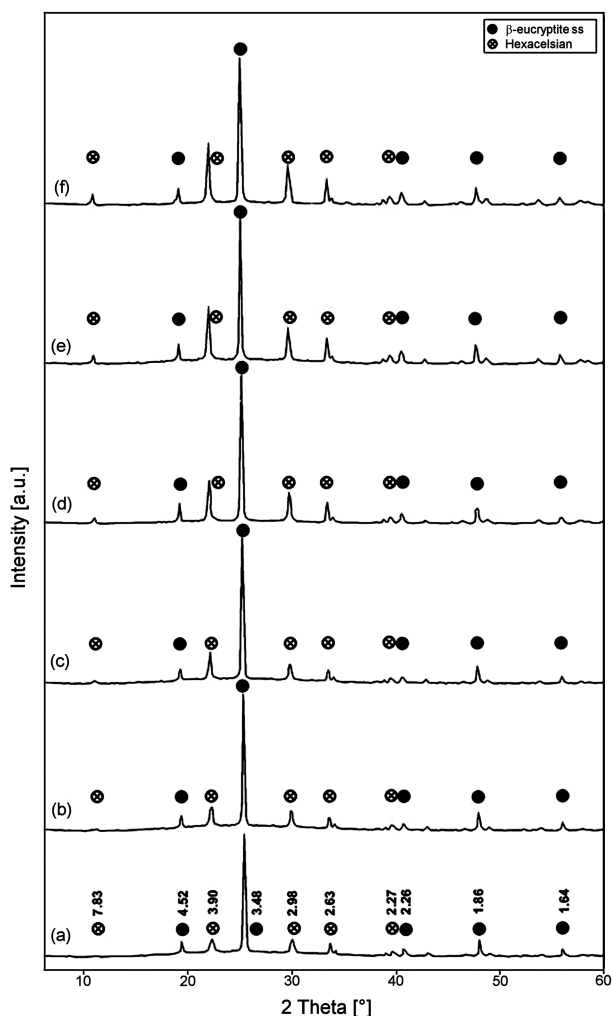 β-eucryptite ss
Hexacelsian
(f)
(e)
(d)
(c)
(b)
(a)
7.83
4.52
3.90
3.48
2.98
2.63
2.27
2.26
1.86
1.64
Intensity [a.u.]
10 20 30 40 50 60
2 Theta [°]